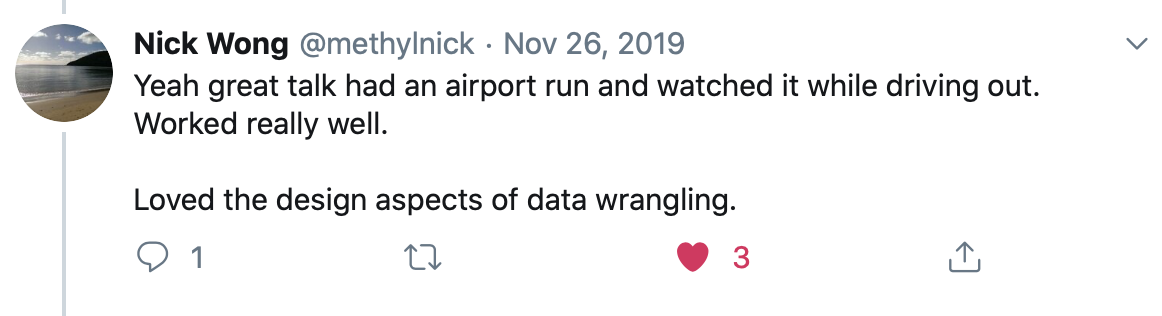 Nick Wong @methylnick · Nov 26, 2019
Yeah great talk had an airport run and watched it while driving out.
Worked really well.
Loved the design aspects of data wrangling.
1
3